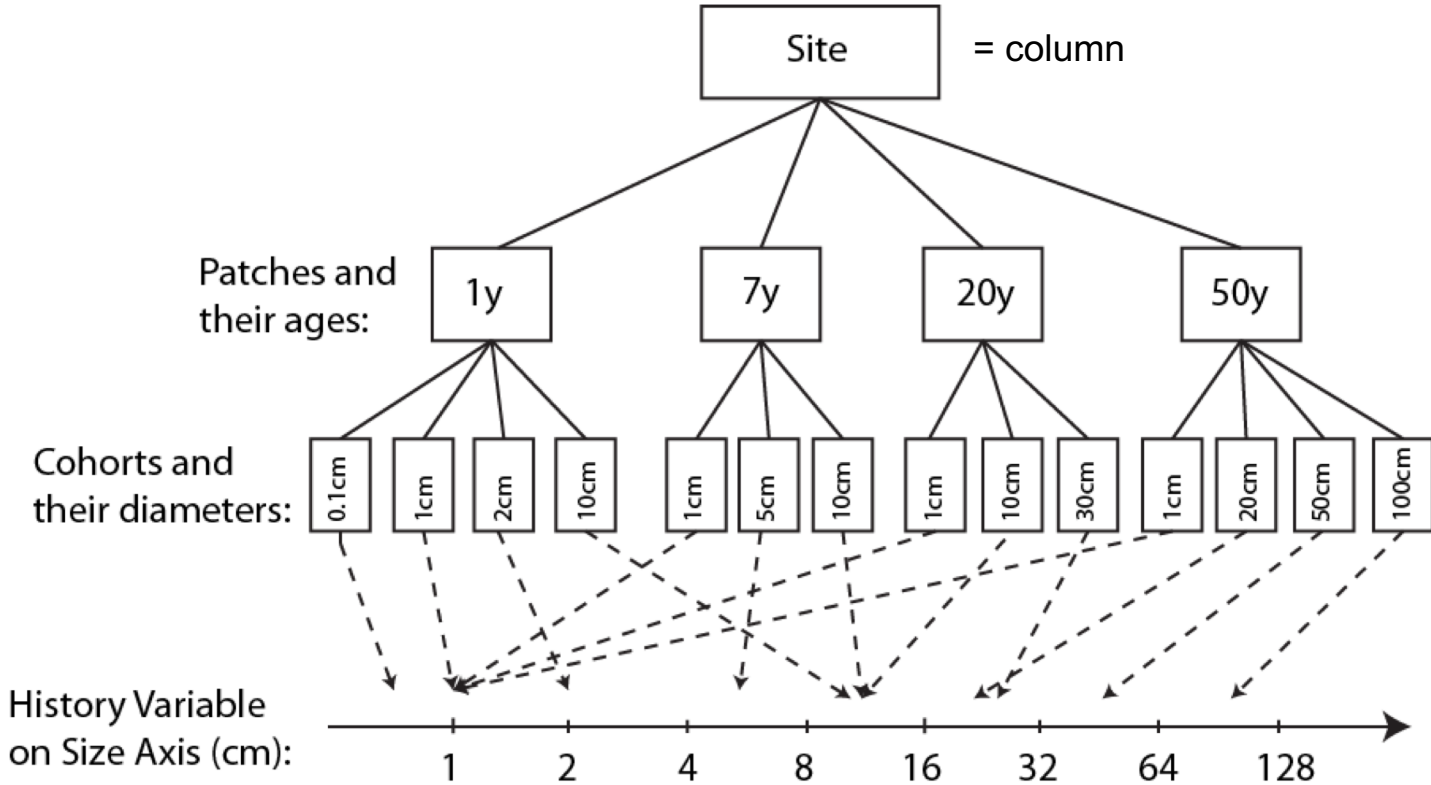 Site
= column
Patches and
their ages:
1y
7y
20y
50y
Cohorts and
their diameters:
0.1cm
1cm
2cm
10cm
1cm
5cm
10cm
1cm
10cm
30cm
1cm
20cm
50cm
100cm
History Variable
on Size Axis (cm):
1 2 4 8 16 32 64 128